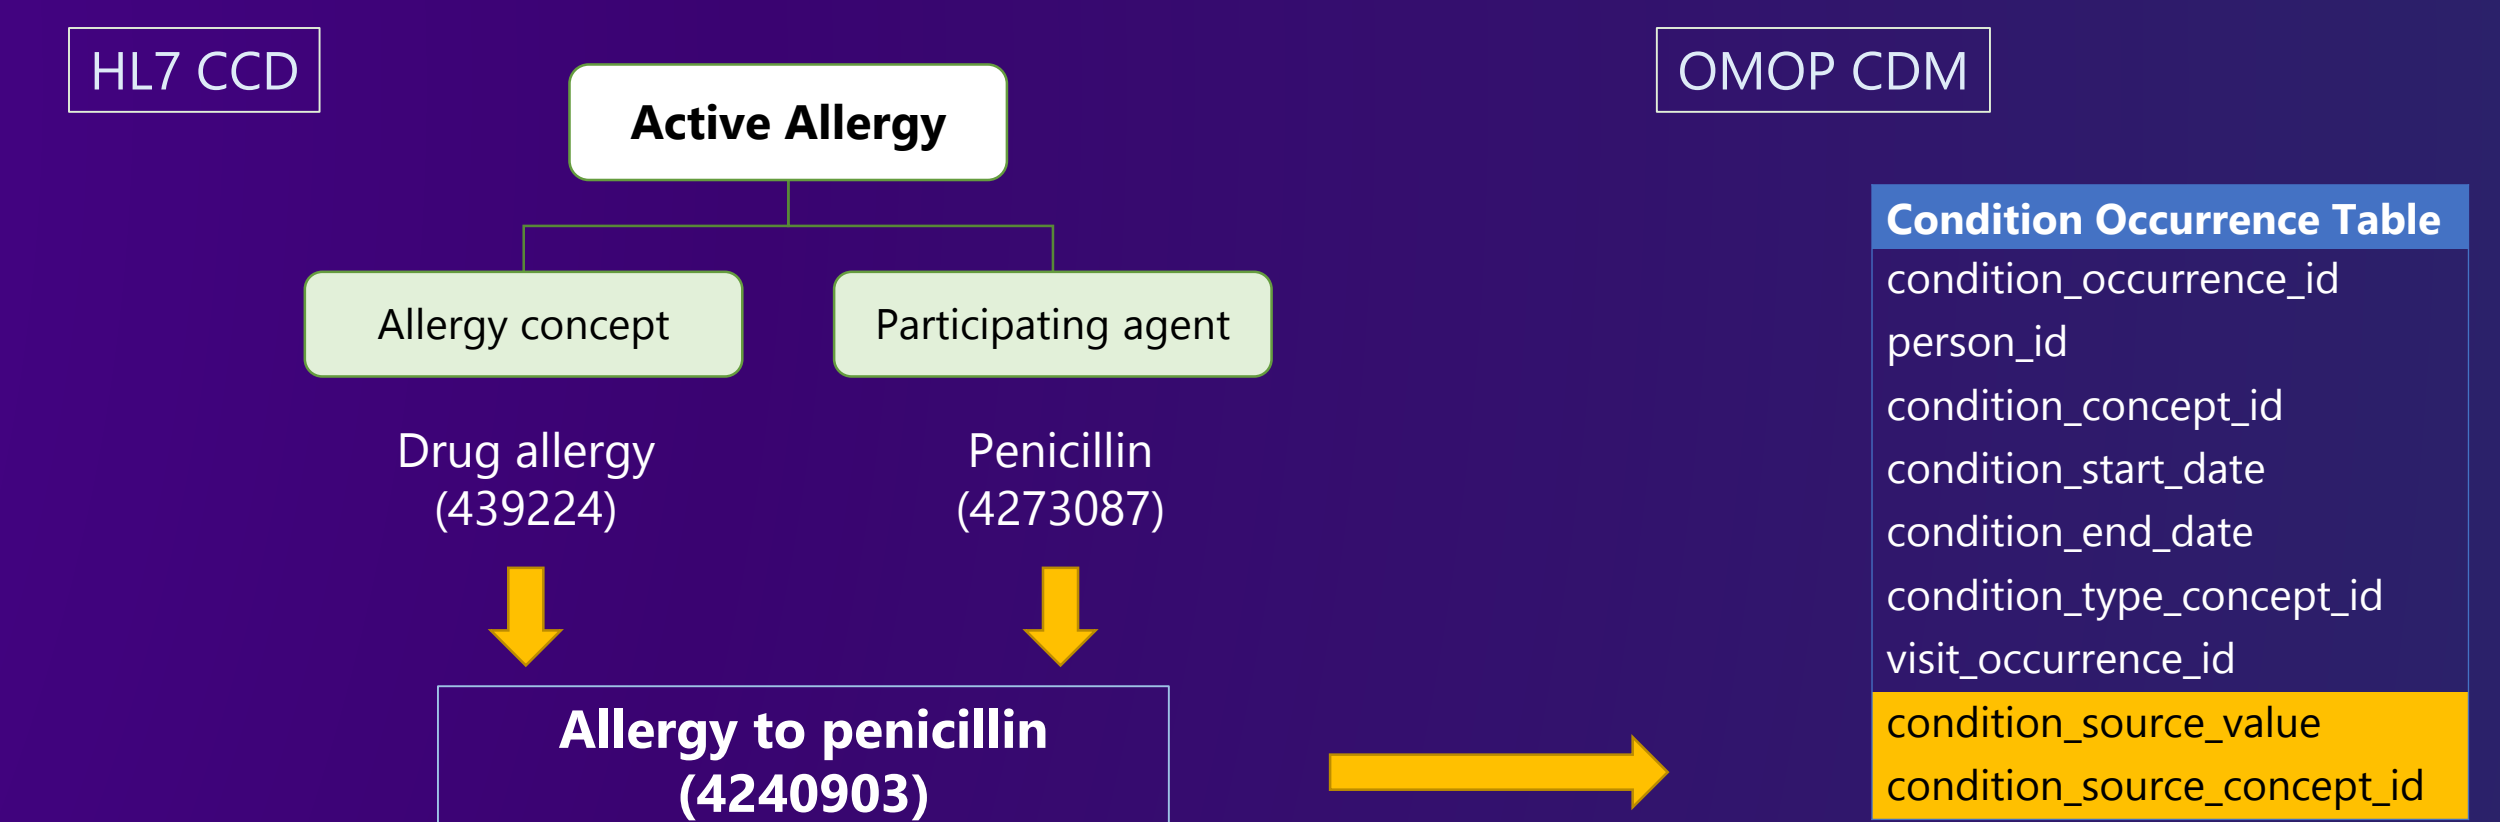 HL7 CCD
OMOP CDM
Active Allergy
Allergy concept
Participating agent
Drug allergy
(439224)
Penicillin
(4273087)
Allergy to penicillin
(4240903)
Condition Occurrence Table
condition_occurrence_id
person_id
condition_concept_id
condition_start_date
condition_end_date
condition_type_concept_id
visit_occurrence_id
condition_source_value
condition_source_concept_id